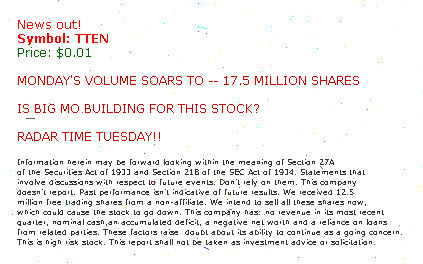 News out!
Symbol: TTEN
Price: $0.01
MONDAY'S VOLUME SOARS TO -- 17.5 MILLION SHARES
IS BIG MO BUILDING FOR THIS STOCK?
RADAR TIME TUESDAY!!
Information herein may be forward looking within the meaning of Section 27A
of the Securities Act of 1933 and Section 21B of the SEC Act of 1934. Statements that
involve discussions with respect to future events. Don't rely on them. This company
doesn't report. Past performance isn't indicative of future results. We received 12.5
million free trading shares from a non-affiliate. We intend to sell all these shares now,
which could cause the stock to go down. This company has: no revenue in its most recent
quarter, nominal cash,an accumulated deficit, a negative net worth and a reliance on loans
from related parties. These factors raise doubt about its ability to continue as a going concern.
This is high risk stock. This report shall not be taken as investment advice or solicitation.